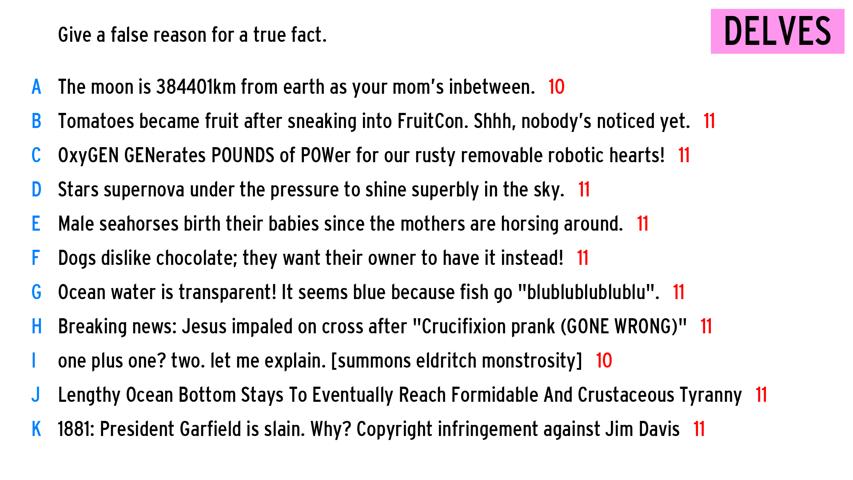 Give a false reason for a true fact.
DELVES
A The moon is 384401km from earth as your mom's inbetween. 10
B Tomatoes became fruit after sneaking into FruitCon. Shhh, nobody's noticed yet. 11
C OxyGEN GENerates POUNDS of POWer for our rusty removable robotic hearts! 11
D Stars supernova under the pressure to shine superbly in the sky. 11
E Male seahorses birth their babies since the mothers are horsing around. 11
F Dogs dislike chocolate; they want their owner to have it instead! 11
G Ocean water is transparent! It seems blue because fish go "blublublublublu". 11
H Breaking news: Jesus impaled on cross after "Crucifixion prank (GONE WRONG)" 11
I one plus one? two. let me explain. [summons eldritch monstrosity] 10
J Lengthy Ocean Bottom Stays To Eventually Reach Formidable And Crustaceous Tyranny 11
K 1881: President Garfield is slain. Why? Copyright infringement against Jim Davis 11